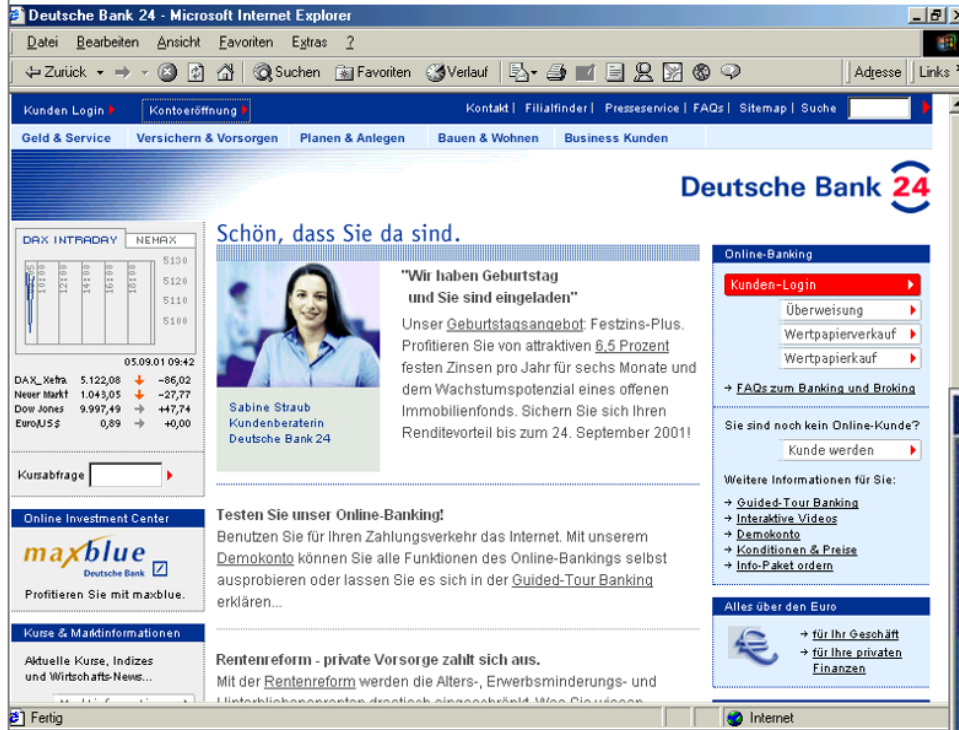 Deutsche Bank 24 - Microsoft Internet Explorer
Datei Bearbeiten Ansicht Favoriten Extras ?
Zurück Suchen Favoriten Verlauf Adresse Links
Kunden Login Kontoeröffnung Kontakt | Filialfinder | Presseservice | FAQs | Sitemap | Suche
Geld & Service Versichern & Vorsorgen Planen & Anlegen Bauen & Wohnen Business Kunden
Deutsche Bank 24
DAX INTRADAY NEMAX
5130
5120
5110
5100
10:00 12:00 14:00 16:00 18:00
05.09.01 09:42
DAX_Xetra 5.122,08 -86,02
Neuer Markt 1.043,05 -27,77
Dow Jones 9.997,49 +47,74
Euro/US$ 0,89 +0,00
Kursabfrage
Online Investment Center
maxblue
Deutsche Bank
Profitieren Sie mit maxblue.
Kurse & Marktinformationen
Aktuelle Kurse, Indizes
und Wirtschafts-News...
Schön, dass Sie da sind.
Sabine Straub
Kundenberaterin
Deutsche Bank 24
"Wir haben Geburtstag
und Sie sind eingeladen"
Unser Geburtstagsangebot: Festzins-Plus.
Profitieren Sie von attraktiven 6,5 Prozent
festen Zinsen pro Jahr für sechs Monate und
dem Wachstumspotenzial eines offenen
Immobilienfonds. Sichern Sie sich Ihren
Renditevorteil bis zum 24. September 2001!
Testen Sie unser Online-Banking!
Benutzen Sie für Ihren Zahlungsverkehr das Internet. Mit unserem
Demokonto können Sie alle Funktionen des Online-Bankings selbst
ausprobieren oder lassen Sie es sich in der Guided-Tour Banking
erklären...
Rentenreform - private Vorsorge zahlt sich aus.
Mit der Rentenreform werden die Alters-, Erwerbsminderungs- und
Online-Banking
Kunden-Login
Überweisung
Wertpapierverkauf
Wertpapierkauf
FAQs zum Banking und Broking
Sie sind noch kein Online-Kunde?
Kunde werden
Weitere Informationen für Sie:
Guided-Tour Banking
Interaktive Videos
Demokonto
Konditionen & Preise
Info-Paket ordern
Alles über den Euro
für Ihr Geschäft
für Ihre privaten
Finanzen
Fertig Internet